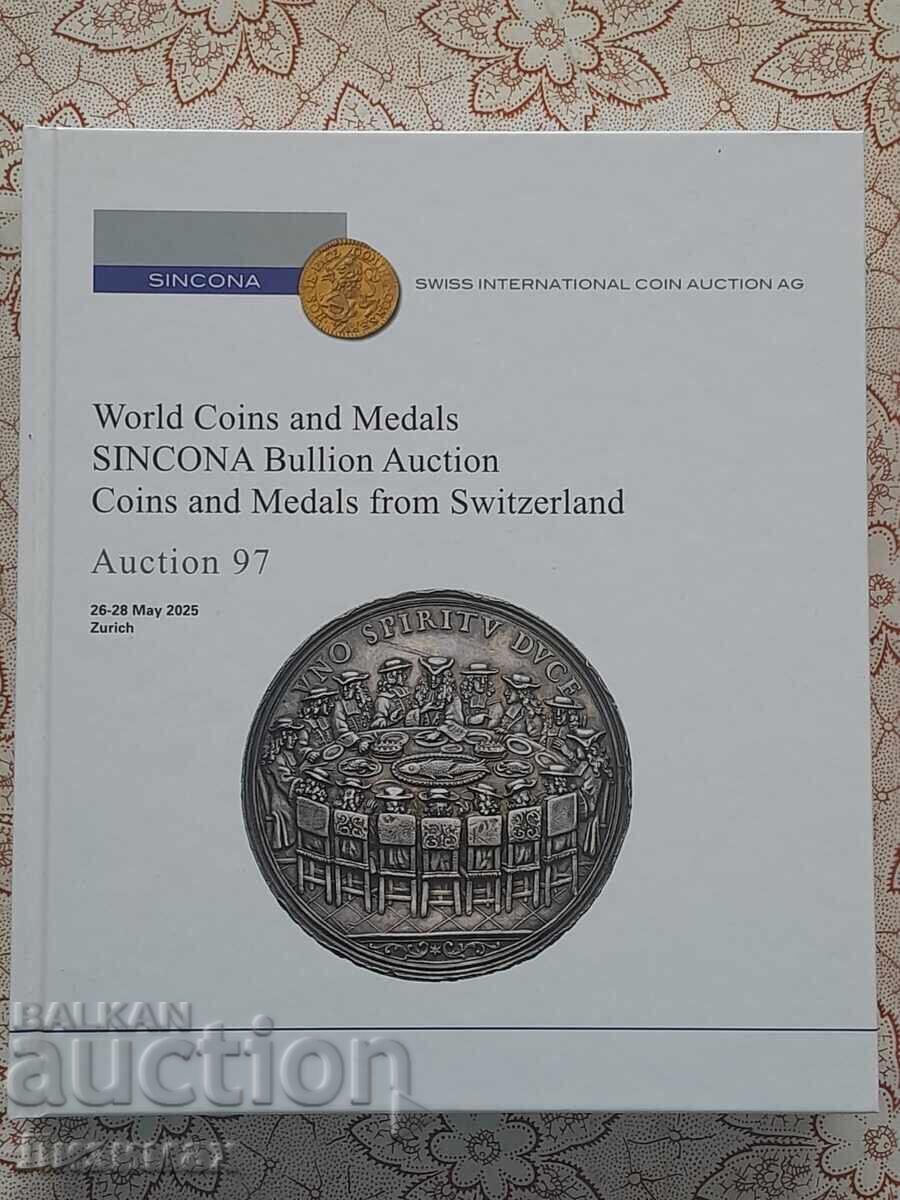 SINCONA
SWISS INTERNATIONAL COIN AUCTION AG
World Coins and Medals
SINCONA Bullion Auction
Coins and Medals from Switzerland
Auction 97
26-28 May 2025
Zurich
VNO SPIRITV DVCE
BALKAN
auction